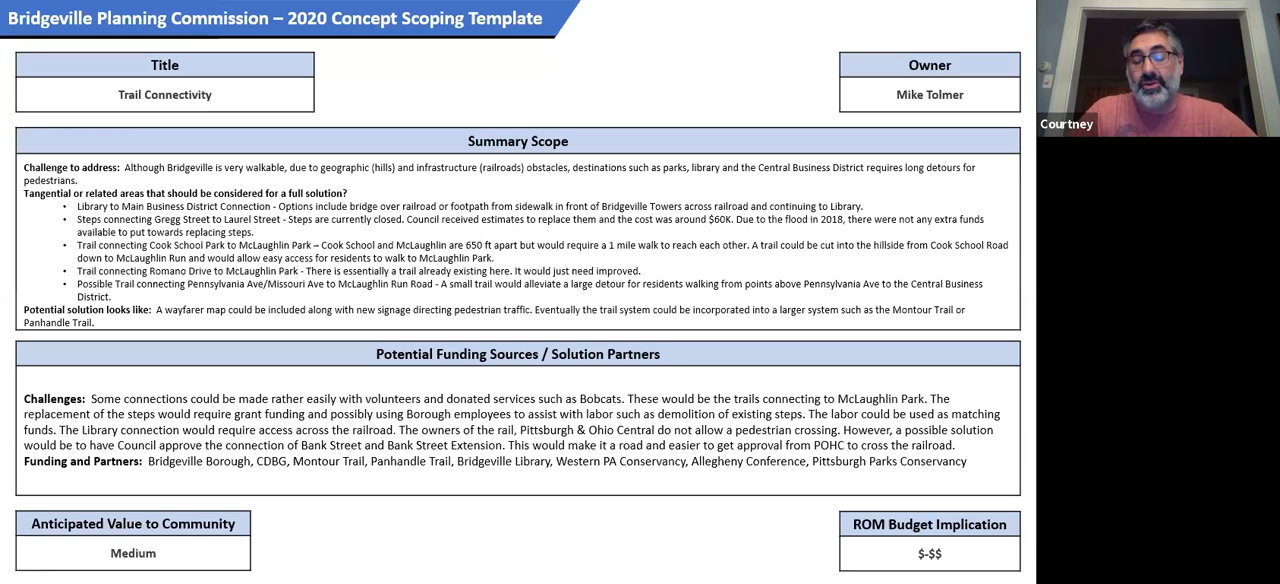 Bridgeville Planning Commission – 2020 Concept Scoping Template
Title
Trail Connectivity
Owner
Mike Tolmer
Courtney
Summary Scope
Challenge to address: Although Bridgeville is very walkable, due to geographic (hills) and infrastructure (railroads) obstacles, destinations such as parks, library and the Central Business District requires long detours for
pedestrians.
Tangential or related areas that should be considered for a full solution?
• Library to Main Business District Connection - Options include bridge over railroad or footpath from sidewalk in front of Bridgeville Towers across railroad and continuing to Library.
• Steps connecting Gregg Street to Laurel Street - Steps are currently closed. Council received estimates to replace them and the cost was around $60K. Due to the flood in 2018, there were not any extra funds
available to put towards replacing steps.
• Trail connecting Cook School Park to McLaughlin Park – Cook School and McLaughlin are 650 ft apart but would require a 1 mile walk to reach each other. A trail could be cut into the hillside from Cook School Road
down to McLaughlin Run and would allow easy access for residents to walk to McLaughlin Park.
• Trail connecting Romano Drive to McLaughlin Park - There is essentially a trail already existing here. It would just need improved.
• Possible Trail connecting Pennsylvania Ave/Missouri Ave to McLaughlin Run Road - A small trail would alleviate a large detour for residents walking from points above Pennsylvania Ave to the Central Business
District.
Potential solution looks like: A wayfarer map could be included along with new signage directing pedestrian traffic. Eventually the trail system could be incorporated into a larger system such as the Montour Trail or
Panhandle Trail.
Potential Funding Sources / Solution Partners
Challenges: Some connections could be made rather easily with volunteers and donated services such as Bobcats. These would be the trails connecting to McLaughlin Park. The
replacement of the steps would require grant funding and possibly using Borough employees to assist with labor such as demolition of existing steps. The labor could be used as matching
funds. The Library connection would require access across the railroad. The owners of the rail, Pittsburgh & Ohio Central do not allow a pedestrian crossing. However, a possible solution
would be to have Council approve the connection of Bank Street and Bank Street Extension. This would make it a road and easier to get approval from POHC to cross the railroad.
Funding and Partners: Bridgeville Borough, CDBG, Montour Trail, Panhandle Trail, Bridgeville Library, Western PA Conservancy, Allegheny Conference, Pittsburgh Parks Conservancy
Anticipated Value to Community
Medium
ROM Budget Implication
$-$$